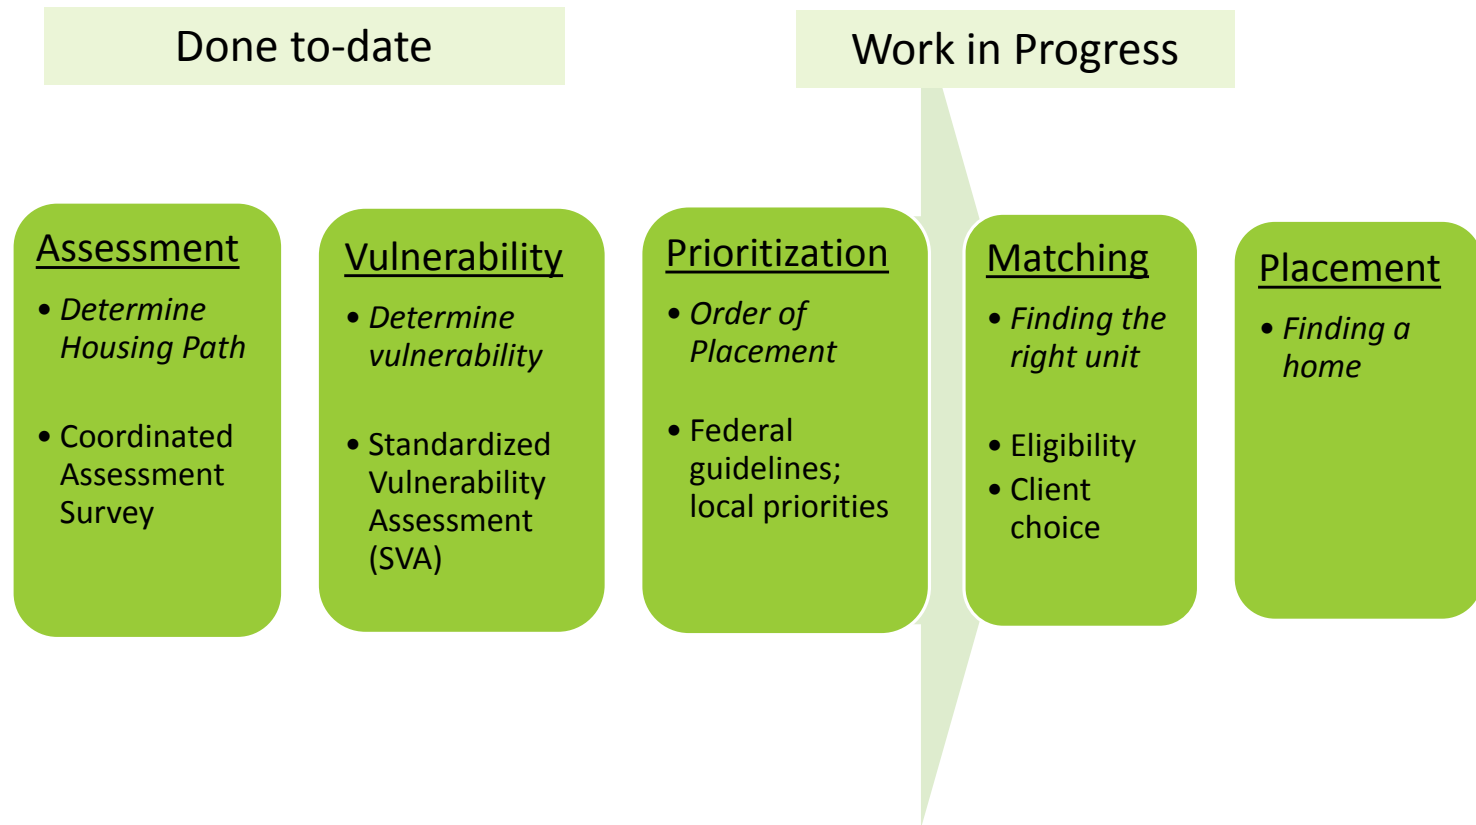 Done to-date
Work in Progress
Assessment
• Determine
Housing Path
• Coordinated
Assessment
Survey
Vulnerability
• Determine
vulnerability
• Standardized
Vulnerability
Assessment
(SVA)
Prioritization
• Order of
Placement
• Federal
guidelines;
local priorities
Matching
• Finding the
right unit
• Eligibility
• Client
choice
Placement
• Finding a
home